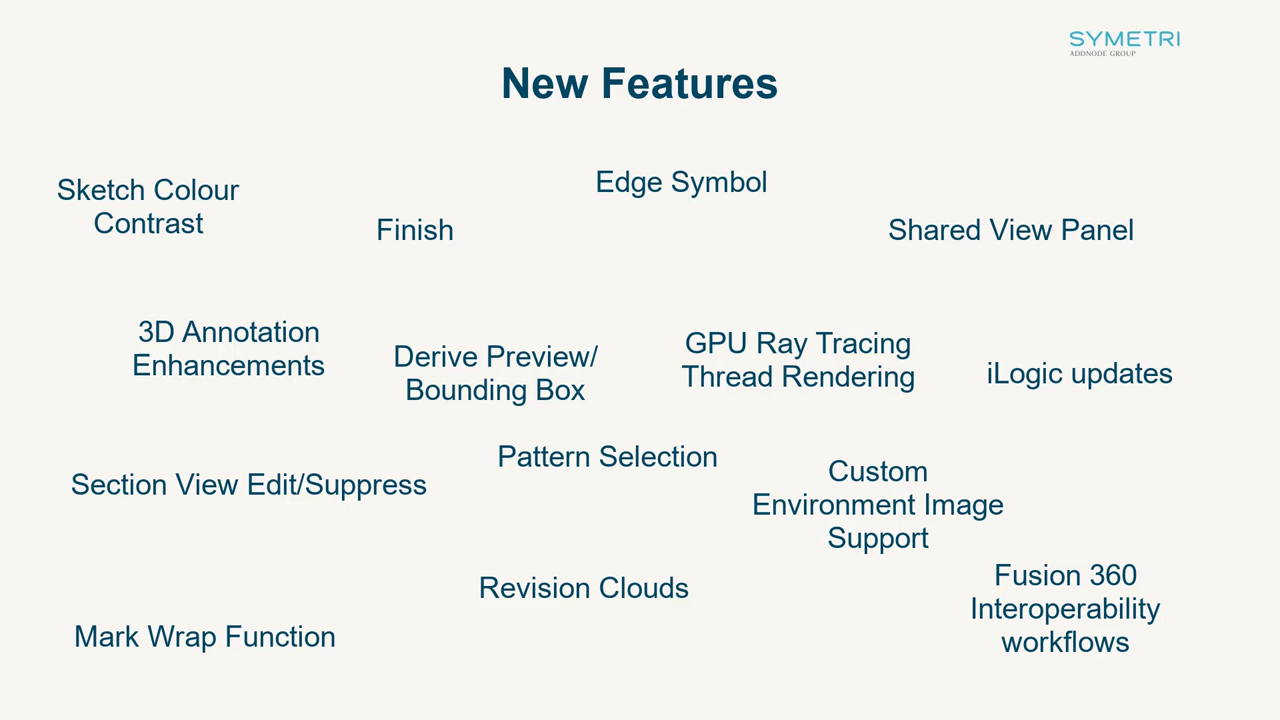 SYMETRI
ADDNODE GROUP
New Features
Sketch Colour
Contrast
Finish
Edge Symbol
Shared View Panel
3D Annotation
Enhancements
Derive Preview/
Bounding Box
GPU Ray Tracing
Thread Rendering
iLogic updates
Section View Edit/Suppress
Pattern Selection
Custom
Environment Image
Support
Mark Wrap Function
Revision Clouds
Fusion 360
Interoperability
workflows